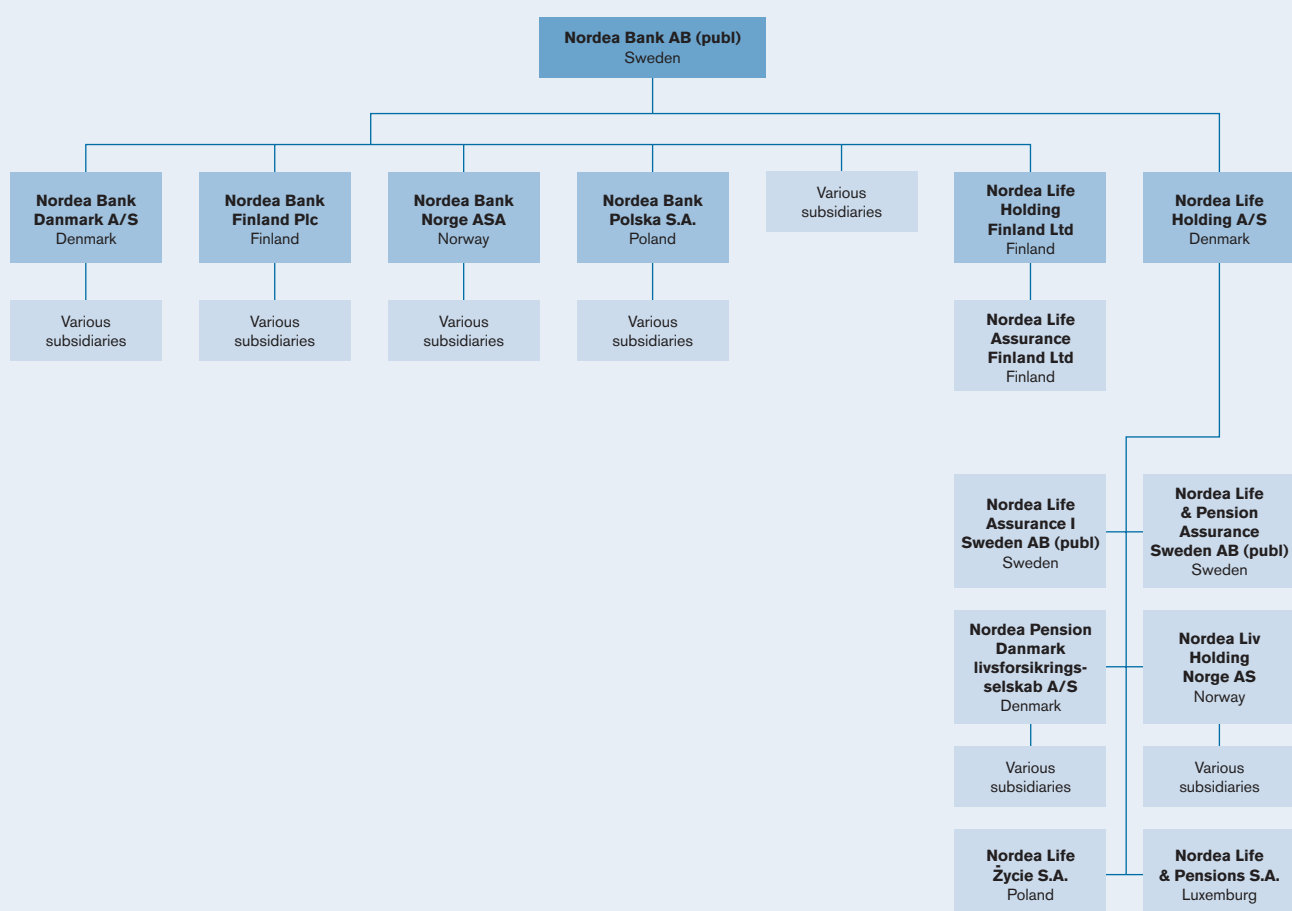 Nordea Bank AB (publ)
Sweden
Nordea Bank
Danmark A/S
Denmark
Nordea Bank
Finland Plc
Finland
Nordea Bank
Norge ASA
Norway
Nordea Bank
Polska S.A.
Poland
Various
subsidiaries
Nordea Life
Holding
Finland Ltd
Finland
Nordea Life
Holding A/S
Denmark
Various
subsidiaries
Various
subsidiaries
Various
subsidiaries
Various
subsidiaries
Nordea Life
Assurance
Finland Ltd
Finland
Nordea Life
Assurance I
Sweden AB (publ)
Sweden
Nordea Life
& Pension
Assurance
Sweden AB (publ)
Sweden
Nordea Pension
Danmark
livsforsikrings-
selskab A/S
Denmark
Nordea Liv
Holding
Norge AS
Norway
Various
subsidiaries
Various
subsidiaries
Nordea Life
Życie S.A.
Poland
Nordea Life
& Pensions S.A.
Luxemburg